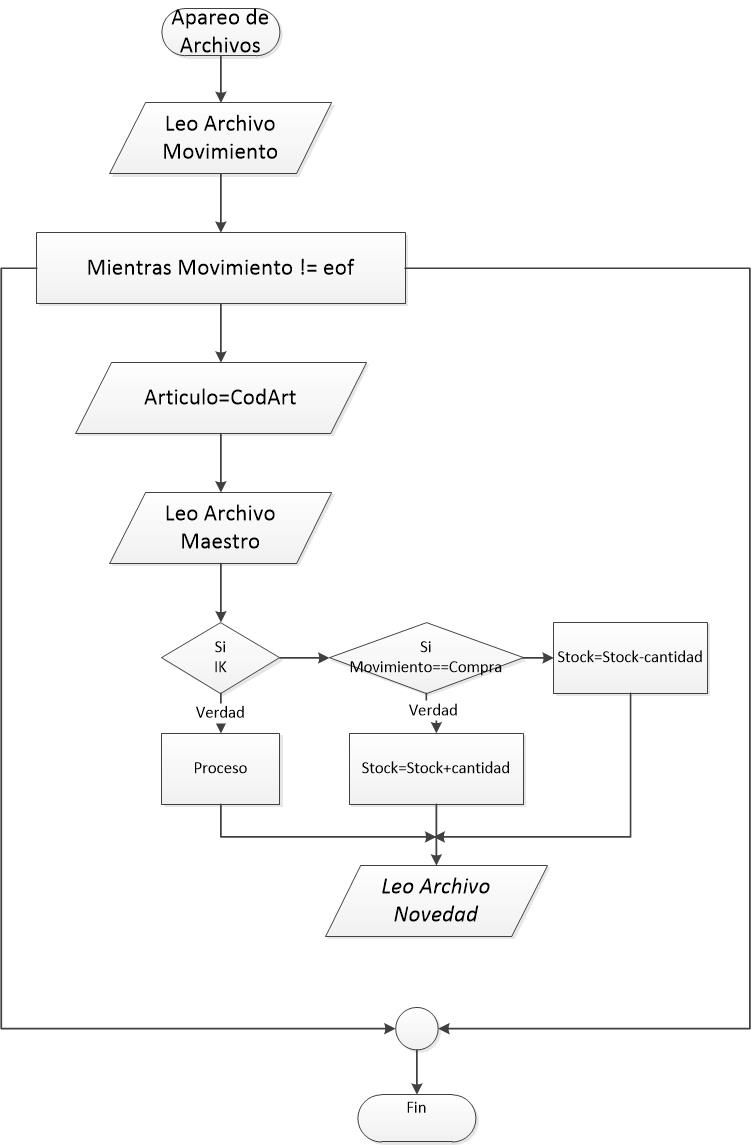 Apareo de
Archivos
Leo Archivo
Movimiento
Mientras Movimiento != eof
Articulo=CodArt
Leo Archivo
Maestro
Si
IK
Si
Movimiento==Compra
Stock=Stock-cantidad
Verdad
Verdad
Proceso
Stock=Stock+cantidad
Leo Archivo
Novedad
Fin